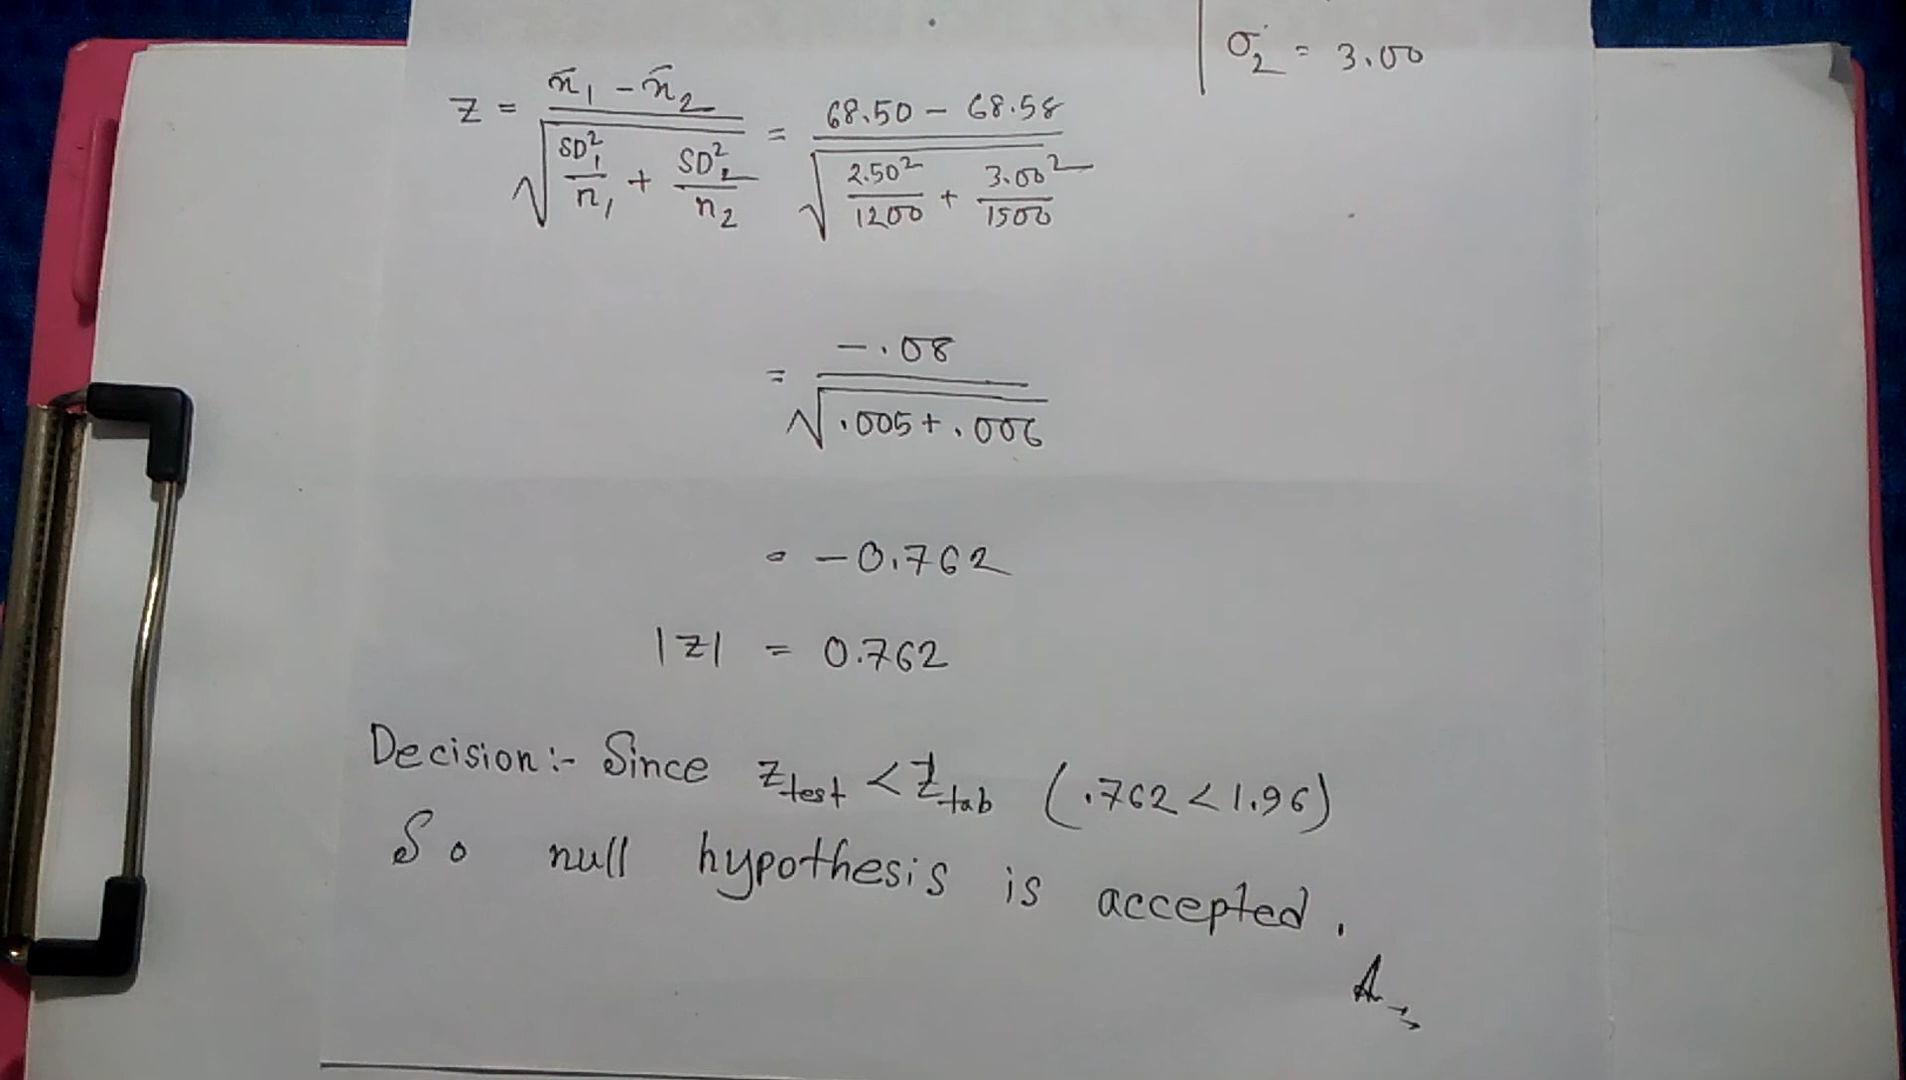 σ₂ = 3.00
z = (x̄₁ - x̄₂) / √(SD₁²/n₁ + SD₂²/n₂) = (68.50 - 68.58) / √(2.50²/1200 + 3.00²/1500)
= -.08 / √(.005 + .006)
= -0.762
|z| = 0.762
Decision:- Since z_test < z_tab (.762 < 1.96)
So null hypothesis is accepted.